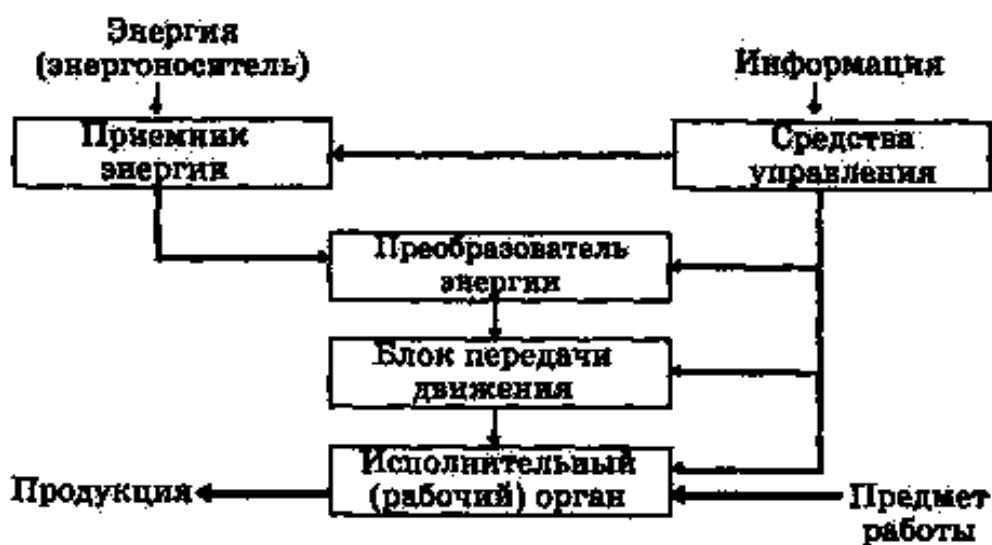 Энергия
(энергоноситель)
Информация
Приемник
энергии
Средства
управления
Преобразователь
энергии
Блок передачи
движения
Исполнительный
(рабочий) орган
Продукция
Предмет
работы